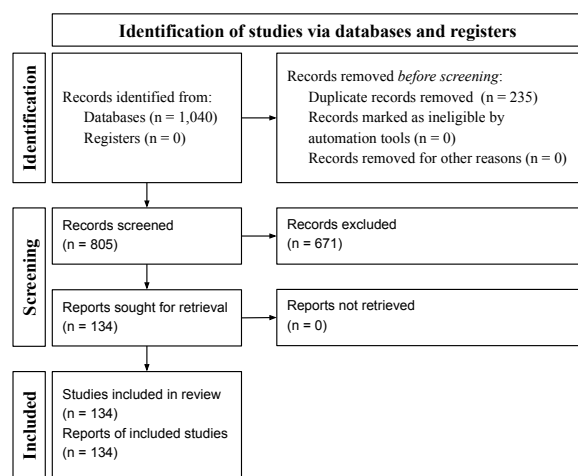 Identification of studies via databases and registers
Identification
Records identified from:
Databases (n = 1,040)
Registers (n = 0)
Records removed before screening:
Duplicate records removed (n = 235)
Records marked as ineligible by
automation tools (n = 0)
Records removed for other reasons (n = 0)
Screening
Records screened
(n = 805)
Records excluded
(n = 671)
Reports sought for retrieval
(n = 134)
Reports not retrieved
(n = 0)
Included
Studies included in review
(n = 134)
Reports of included studies
(n = 134)